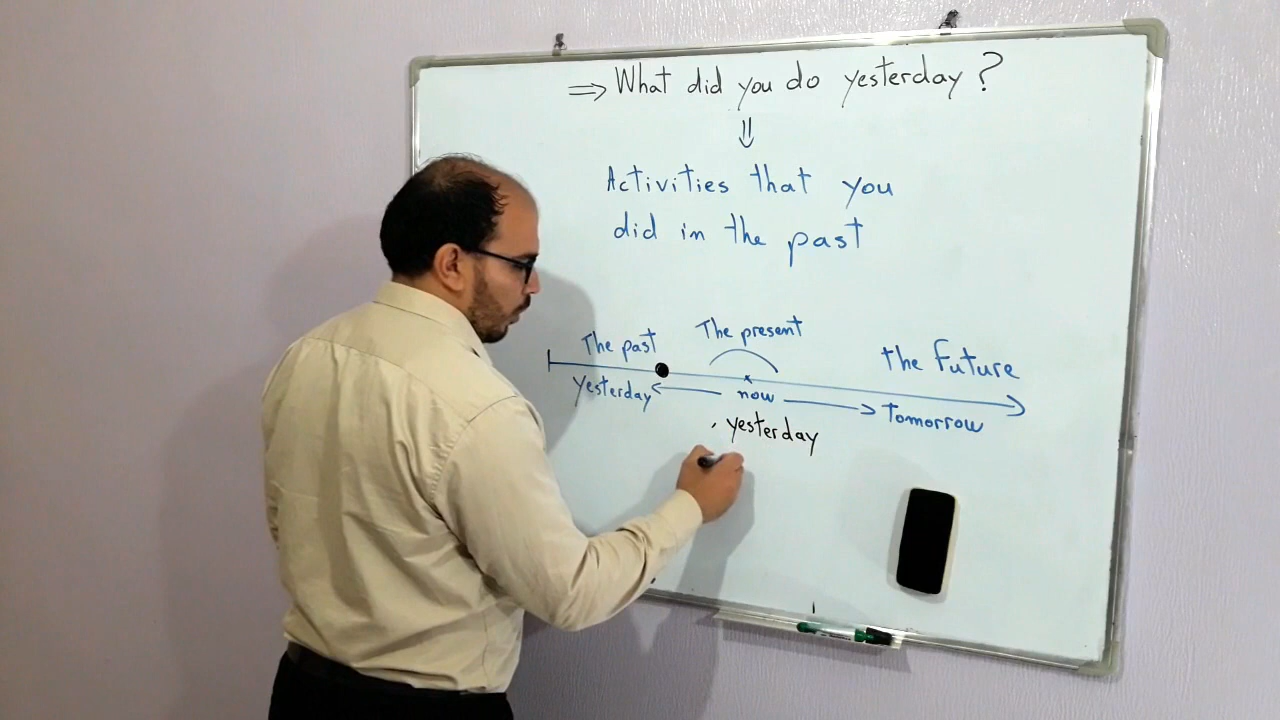 ⇒ What did you do yesterday?
⇓
Activities that you
did in the past
The past The present The Future
yesterday now Tomorrow
, yesterday